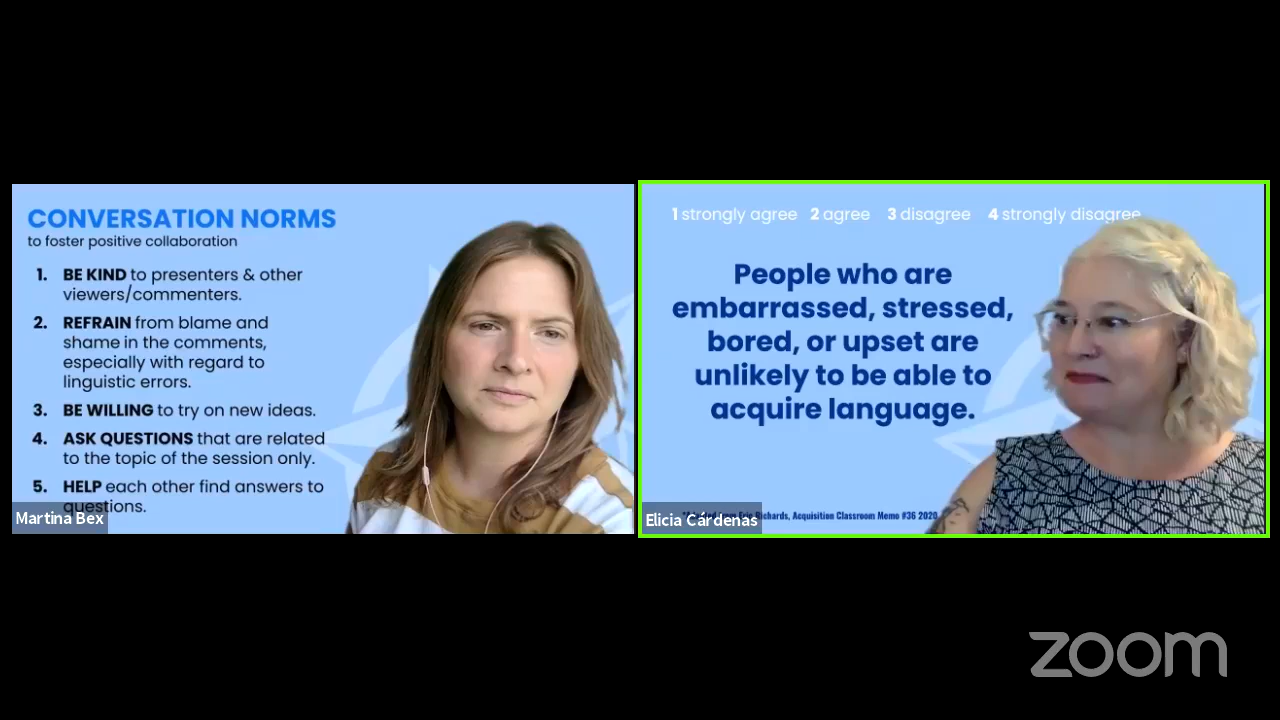 CONVERSATION NORMS
to foster positive collaboration
1. BE KIND to presenters & other
viewers/commenters.
2. REFRAIN from blame and
shame in the comments,
especially with regard to
linguistic errors.
3. BE WILLING to try on new ideas.
4. ASK QUESTIONS that are related
to the topic of the session only.
5. HELP each other find answers to
questions.
Martina Bex
1 strongly agree 2 agree 3 disagree 4 strongly disagree
People who are
embarrassed, stressed,
bored, or upset are
unlikely to be able to
acquire language.
Richards, Acquisition Classroom Memo #36 2020
Elicia Cárdenas
zoom